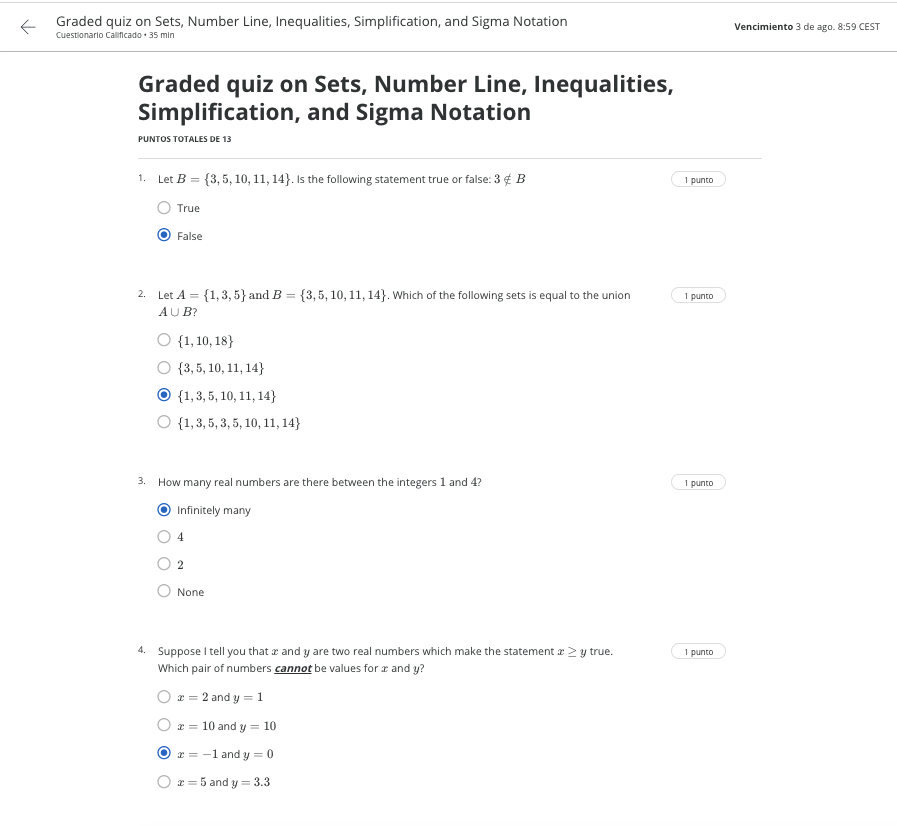 Graded quiz on Sets, Number Line, Inequalities, Simplification, and Sigma Notation
Cuestionario Calificado • 35 min
Vencimiento 3 de ago. 8:59 CEST
Graded quiz on Sets, Number Line, Inequalities,
Simplification, and Sigma Notation
PUNTOS TOTALES DE 13
1. Let B = {3, 5, 10, 11, 14}. Is the following statement true or false: 3 ∉ B
1 punto
True
False
2. Let A = {1, 3, 5} and B = {3, 5, 10, 11, 14}. Which of the following sets is equal to the union
A ∪ B?
1 punto
{1, 10, 18}
{3, 5, 10, 11, 14}
{1, 3, 5, 10, 11, 14}
{1, 3, 5, 3, 5, 10, 11, 14}
3. How many real numbers are there between the integers 1 and 4?
1 punto
Infinitely many
4
2
None
4. Suppose I tell you that x and y are two real numbers which make the statement x ≥ y true.
Which pair of numbers cannot be values for x and y?
1 punto
x = 2 and y = 1
x = 10 and y = 10
x = −1 and y = 0
x = 5 and y = 3.3